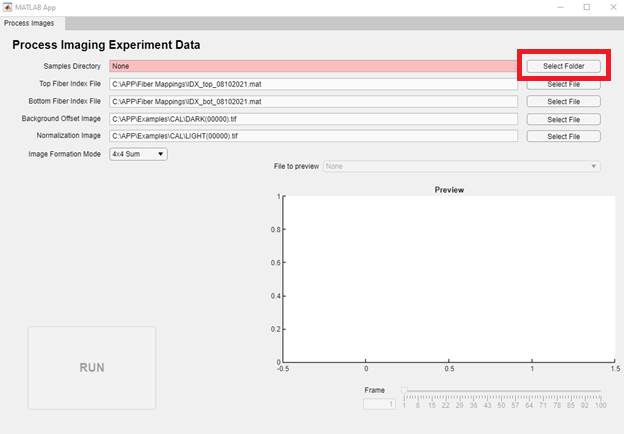 MATLAB App
Process Images
Process Imaging Experiment Data
Samples Directory None Select Folder
Top Fiber Index File C:\APP\Fiber Mappings\IDX_top_08102021.mat Select File
Bottom Fiber Index File C:\APP\Fiber Mappings\IDX_bot_08102021.mat Select File
Background Offset Image C:\APP\Examples\CAL\DARK(00000).tif Select File
Normalization Image C:\APP\Examples\CAL\LIGHT(00000).tif Select File
Image Formation Mode 4x4 Sum
File to preview None
Preview
1
0.8
0.6
0.4
0.2
0
-0.5 0 0.5 1 1.5
RUN
Frame
1 1 8 15 22 29 36 43 50 57 64 71 78 85 92 100